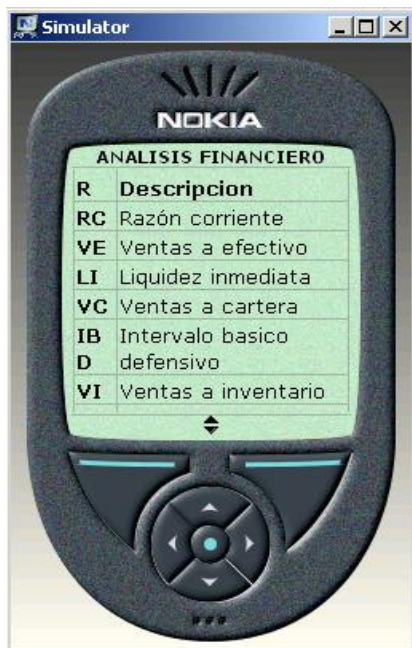 Simulator
NOKIA
ANALISIS FINANCIERO
R Descripcion
RC Razón corriente
VE Ventas a efectivo
LI Liquidez inmediata
VC Ventas a cartera
IB Intervalo basico
D defensivo
VI Ventas a inventario